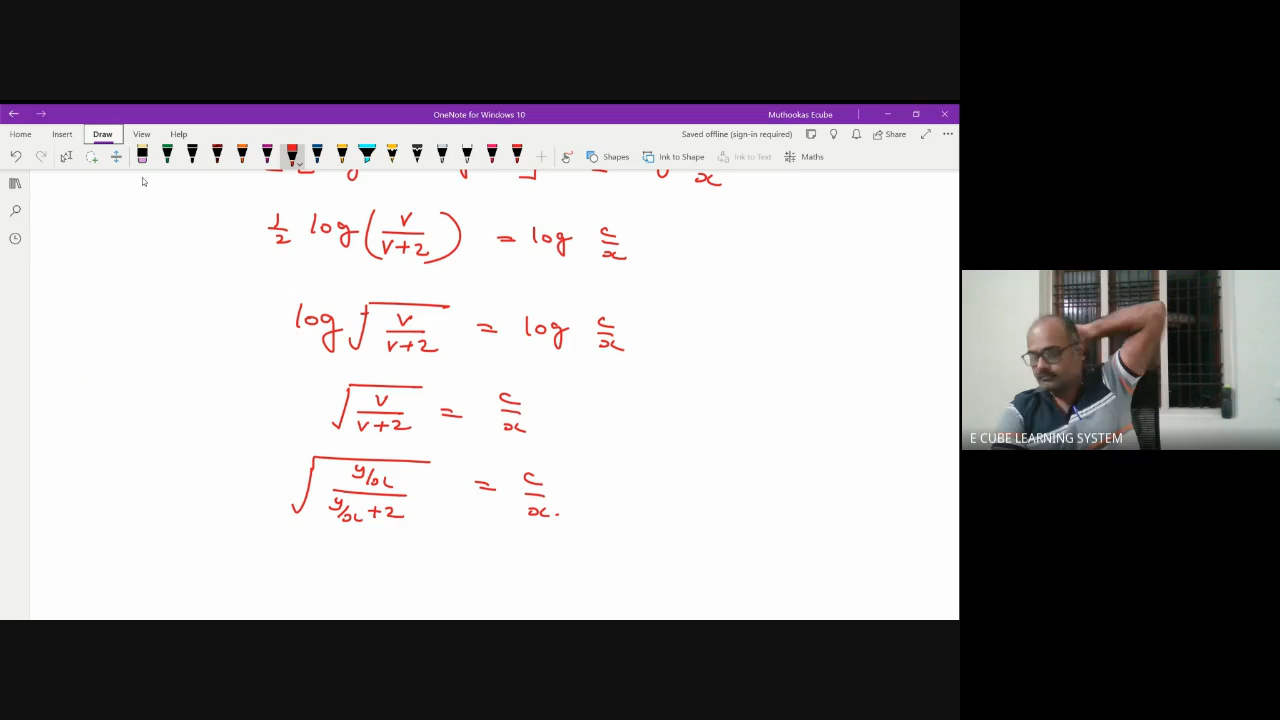 OneNote for Windows 10
Muthookas Ecube
Home Insert Draw View Help
Saved offline (sign-in required)
Share
Shapes
Ink to Shape
Ink to Text
Maths
x
1/2 log (v/(v+2)) = log c/x
log √(v/(v+2)) = log c/x
√(v/(v+2)) = c/x
√((y/x)/(y/x+2)) = c/x.
E CUBE LEARNING SYSTEM